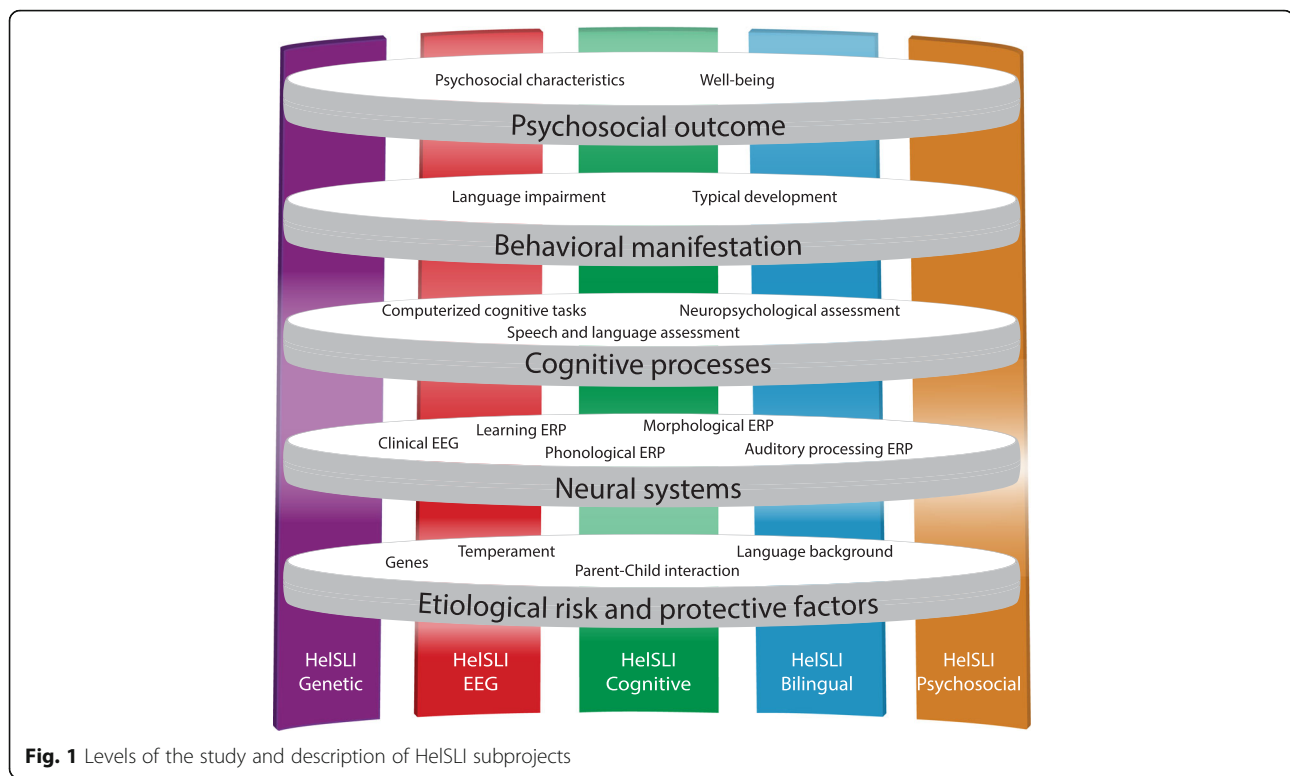 Psychosocial characteristics Well-being
Psychosocial outcome
Language impairment Typical development
Behavioral manifestation
Computerized cognitive tasks Neuropsychological assessment
Speech and language assessment
Cognitive processes
Learning ERP Morphological ERP
Clinical EEG Phonological ERP Auditory processing ERP
Neural systems
Genes Temperament Language background
Parent-Child interaction
Etiological risk and protective factors
HelSLI
Genetic
HelSLI
EEG
HelSLI
Cognitive
HelSLI
Bilingual
HelSLI
Psychosocial
Fig. 1 Levels of the study and description of HelSLI subprojects